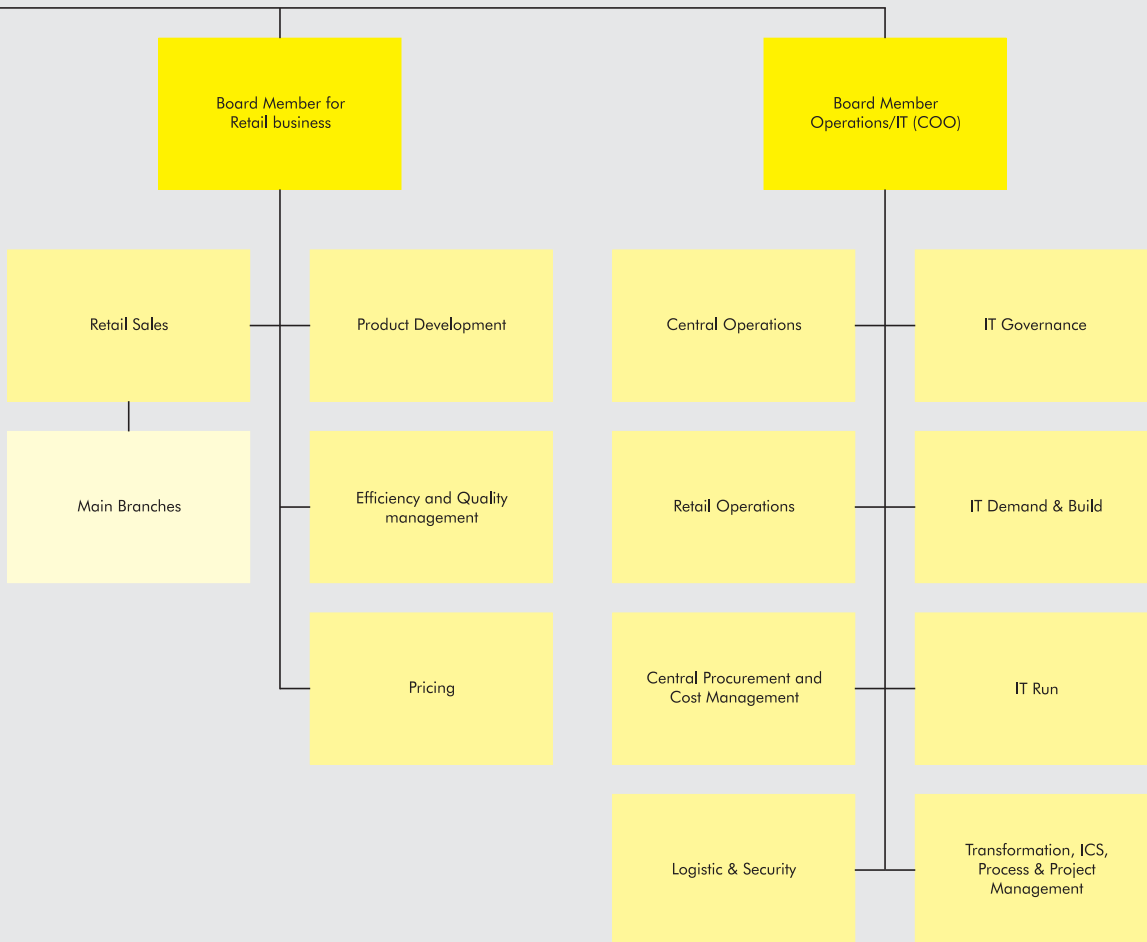 Board Member for
Retail business
Board Member
Operations/IT (COO)
Retail Sales
Product Development
Central Operations
IT Governance
Main Branches
Efficiency and Quality
management
Retail Operations
IT Demand & Build
Pricing
Central Procurement and
Cost Management
IT Run
Logistic & Security
Transformation, ICS,
Process & Project
Management